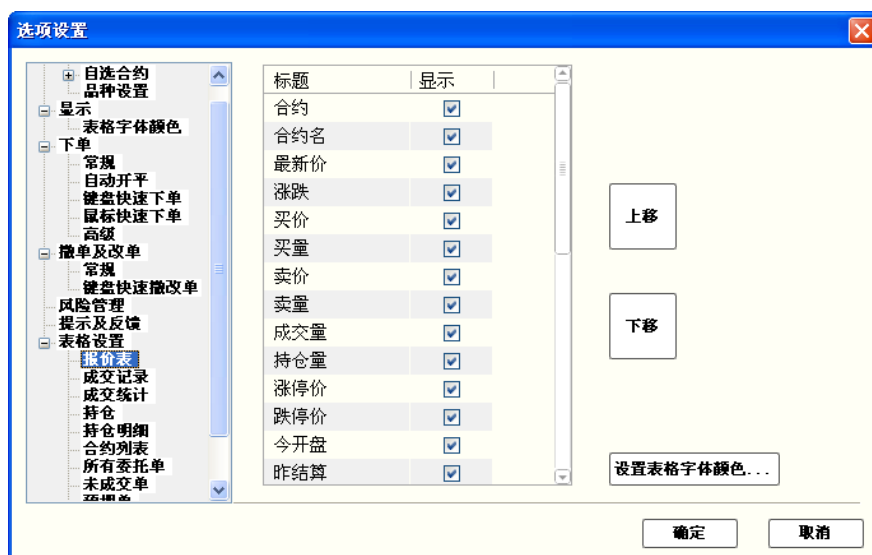 选项设置
自选合约
品种设置
显示
表格字体颜色
下单
常规
自动开平
键盘快速下单
鼠标快速下单
高级
撤单及改单
常规
键盘快速撤改单
风险管理
提示及反馈
表格设置
报价表
成交记录
成交统计
持仓
持仓明细
合约列表
所有委托单
未成交单
预埋单
标题 显示
合约
合约名
最新价
涨跌
买价
买量
卖价
卖量
成交量
持仓量
涨停价
跌停价
今开盘
昨结算
上移
下移
设置表格字体颜色...
确定
取消